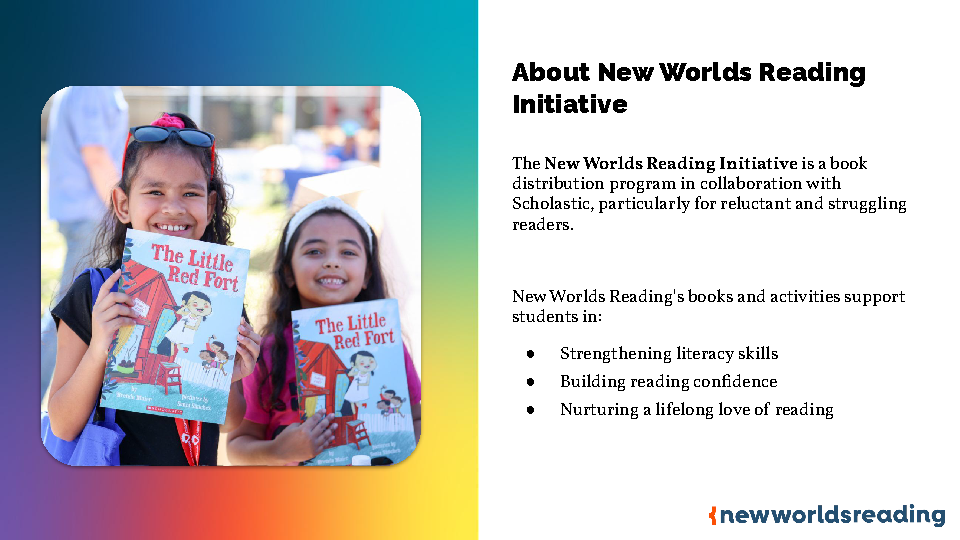 About New Worlds Reading
Initiative
The New Worlds Reading Initiative is a book
distribution program in collaboration with
Scholastic, particularly for reluctant and struggling
readers.
New Worlds Reading's books and activities support
students in:
● Strengthening literacy skills
● Building reading confidence
● Nurturing a lifelong love of reading
newworldsreading
The Little
Red Fort
SCHOLASTIC
The Little
Red Fort